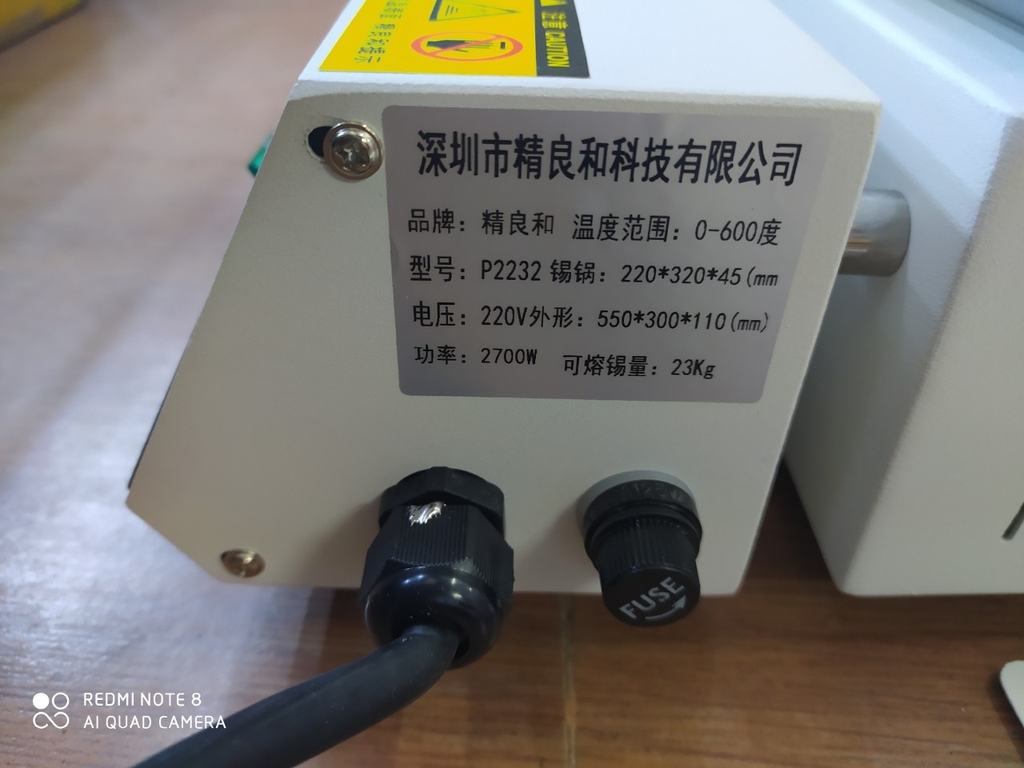 注意 CAUTION
深圳市精良和科技有限公司
品牌：精良和 温度范围：0-600度
型号：P2232 锡锅：220*320*45(mm
电压：220V外形：550*300*110(mm)
功率：2700W 可熔锡量：23Kg
FUSE
REDMI NOTE 8
AI QUAD CAMERA